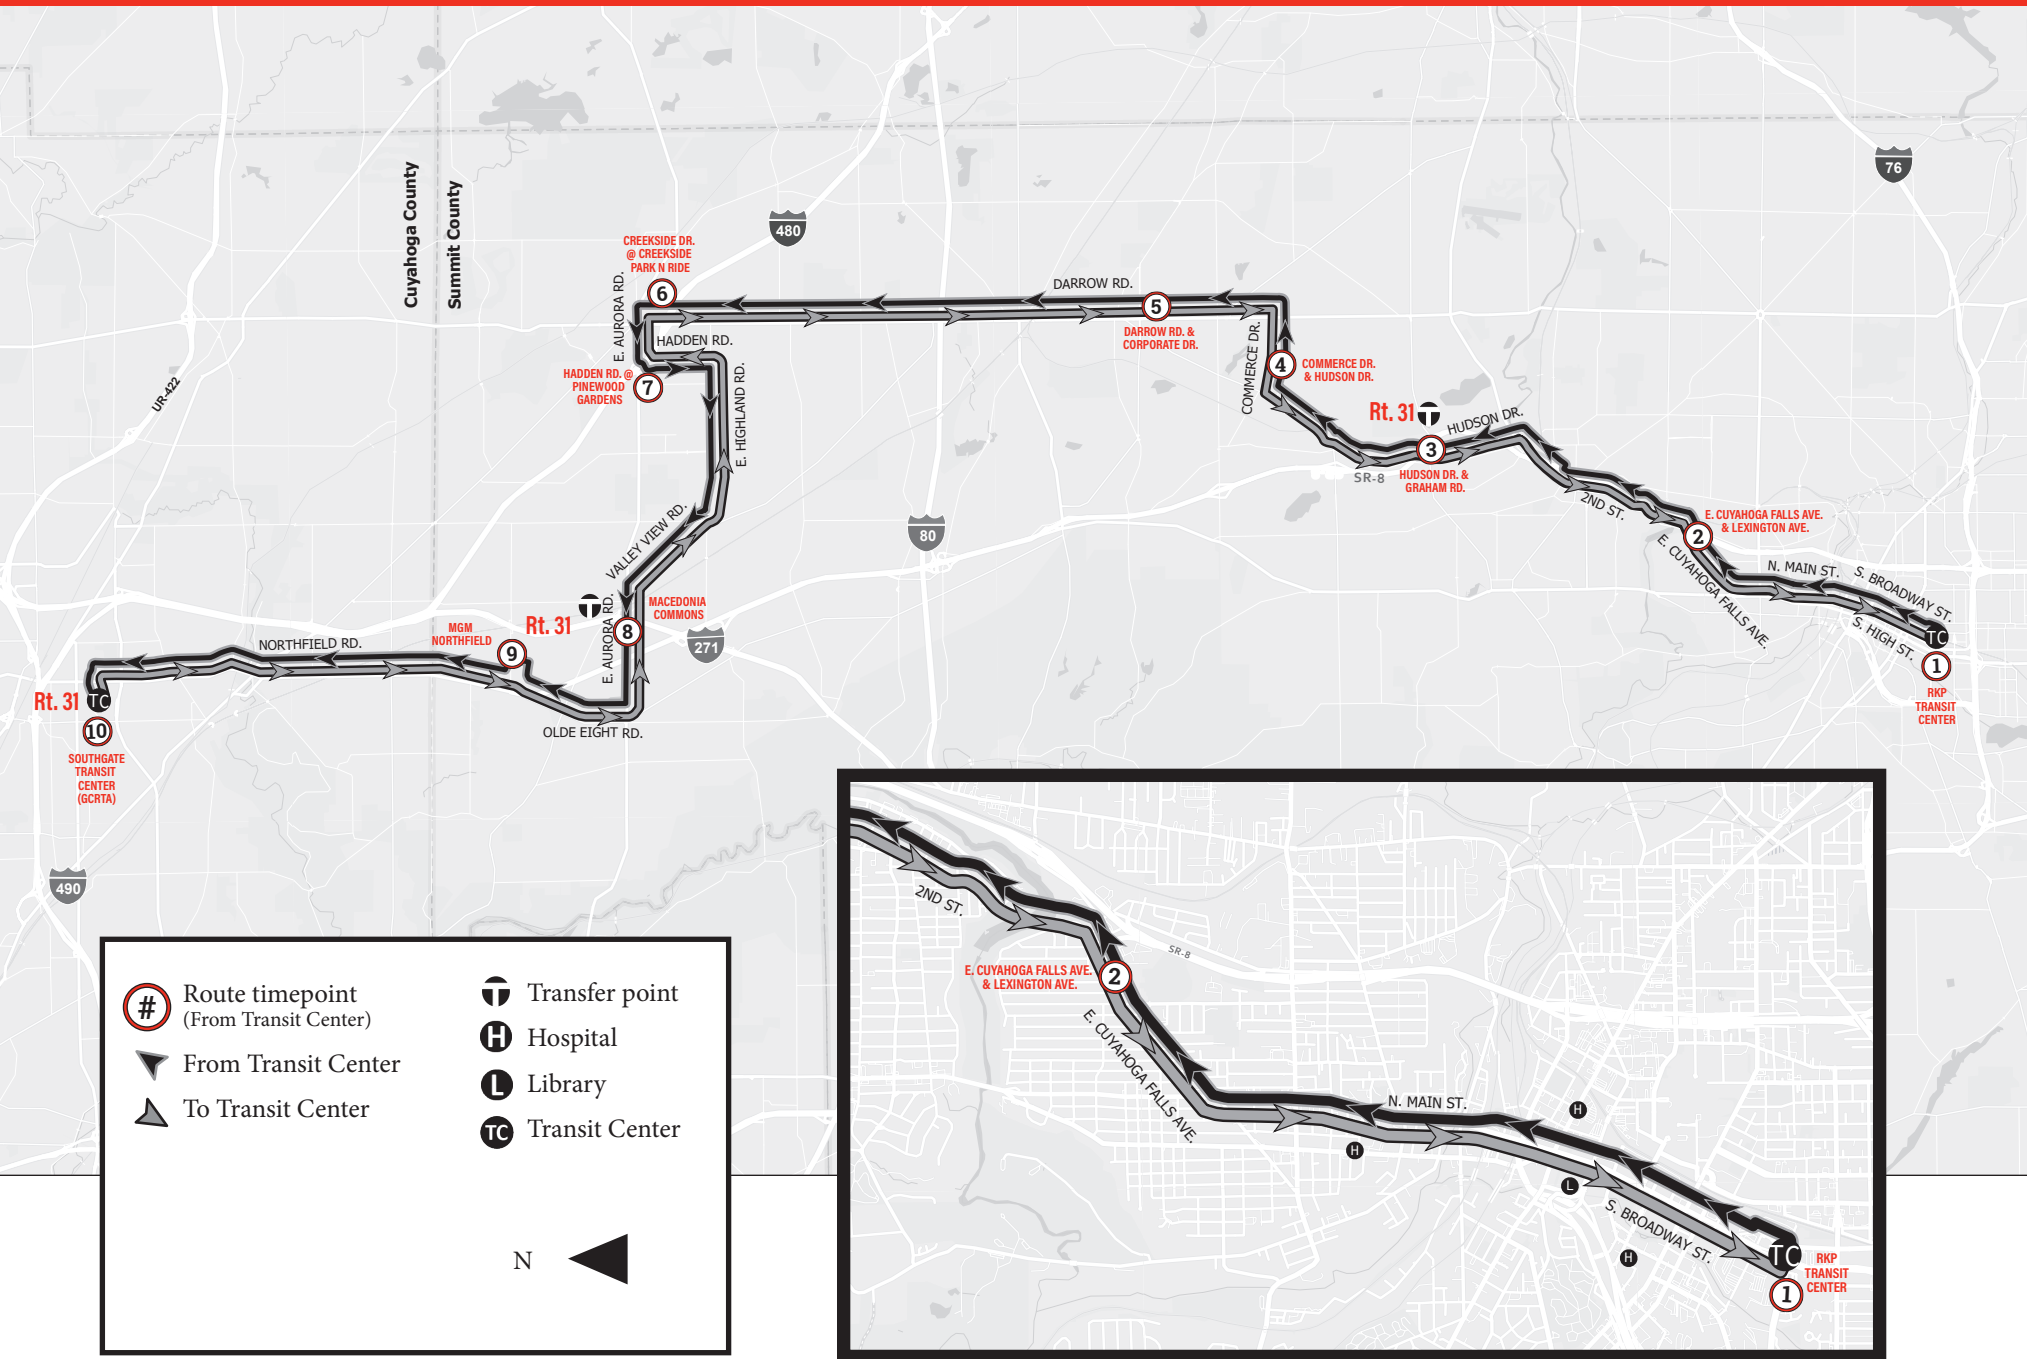 76
Cuyahoga County
Summit County
480
CREEKSIDE DR.
@ CREEKSIDE
PARK N RIDE
6
E. AURORA RD.
DARROW RD.
5
DARROW RD. &
CORPORATE DR.
HADDEN RD.
HADDEN RD. @
PINEWOOD
GARDENS
7
E. HIGHLAND RD.
COMMERCE DR.
4
COMMERCE DR.
& HUDSON DR.
UR-422
Rt. 31
T
HUDSON DR.
3
HUDSON DR. &
GRAHAM RD.
SR-8
2ND ST.
E. CUYAHOGA FALLS AVE.
& LEXINGTON AVE.
2
E. CUYAHOGA FALLS AVE.
N. MAIN ST.
S. BROADWAY ST.
S. HIGH ST.
TC
1
RKP
TRANSIT
CENTER
80
VALLEY VIEW RD.
T
Rt. 31
E. AURORA RD.
MACEDONIA
COMMONS
8
271
MGM
NORTHFIELD
9
NORTHFIELD RD.
OLDE EIGHT RD.
Rt. 31
TC
10
SOUTHGATE
TRANSIT
CENTER
(GCRTA)
490
# Route timepoint
(From Transit Center)
From Transit Center
To Transit Center
T Transfer point
H Hospital
L Library
TC Transit Center
N
2ND ST.
SR-8
E. CUYAHOGA FALLS AVE.
& LEXINGTON AVE.
2
E. CUYAHOGA FALLS AVE.
N. MAIN ST.
H
H
L
S. BROADWAY ST.
H
TC
RKP
TRANSIT
CENTER
1